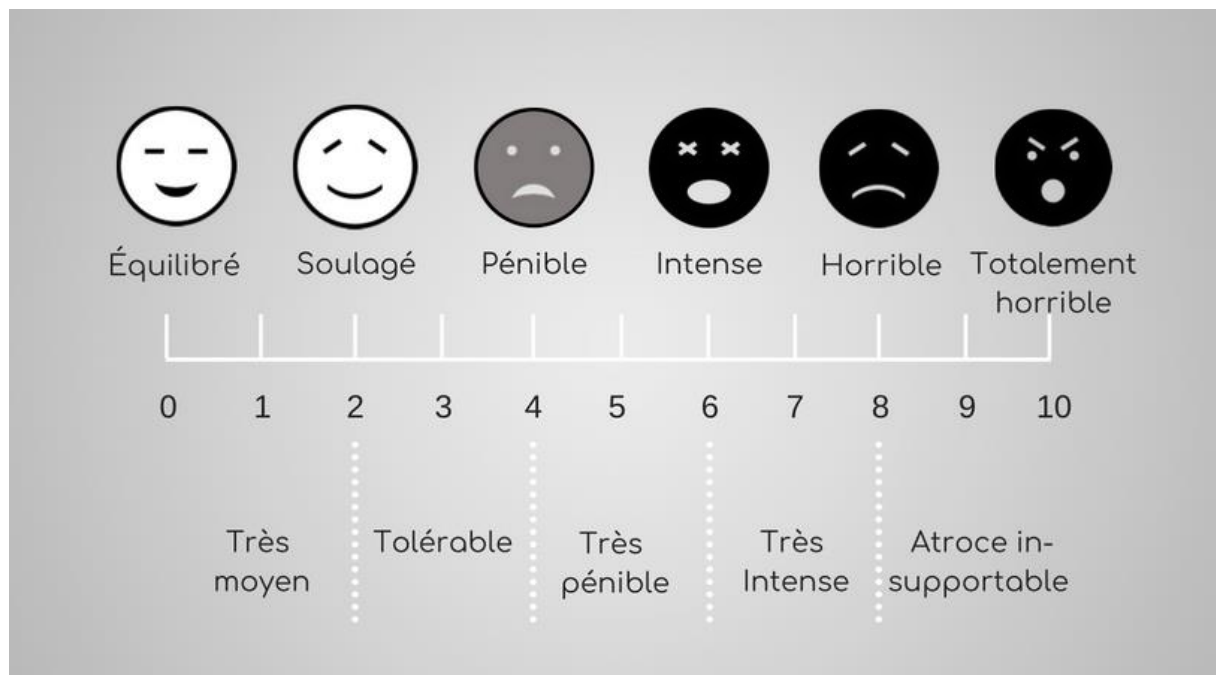 Équilibré Soulagé Pénible Intense Horrible Totalement
horrible
0 1 2 3 4 5 6 7 8 9 10
Très Tolérable Très Très Atroce in-
moyen pénible Intense supportable